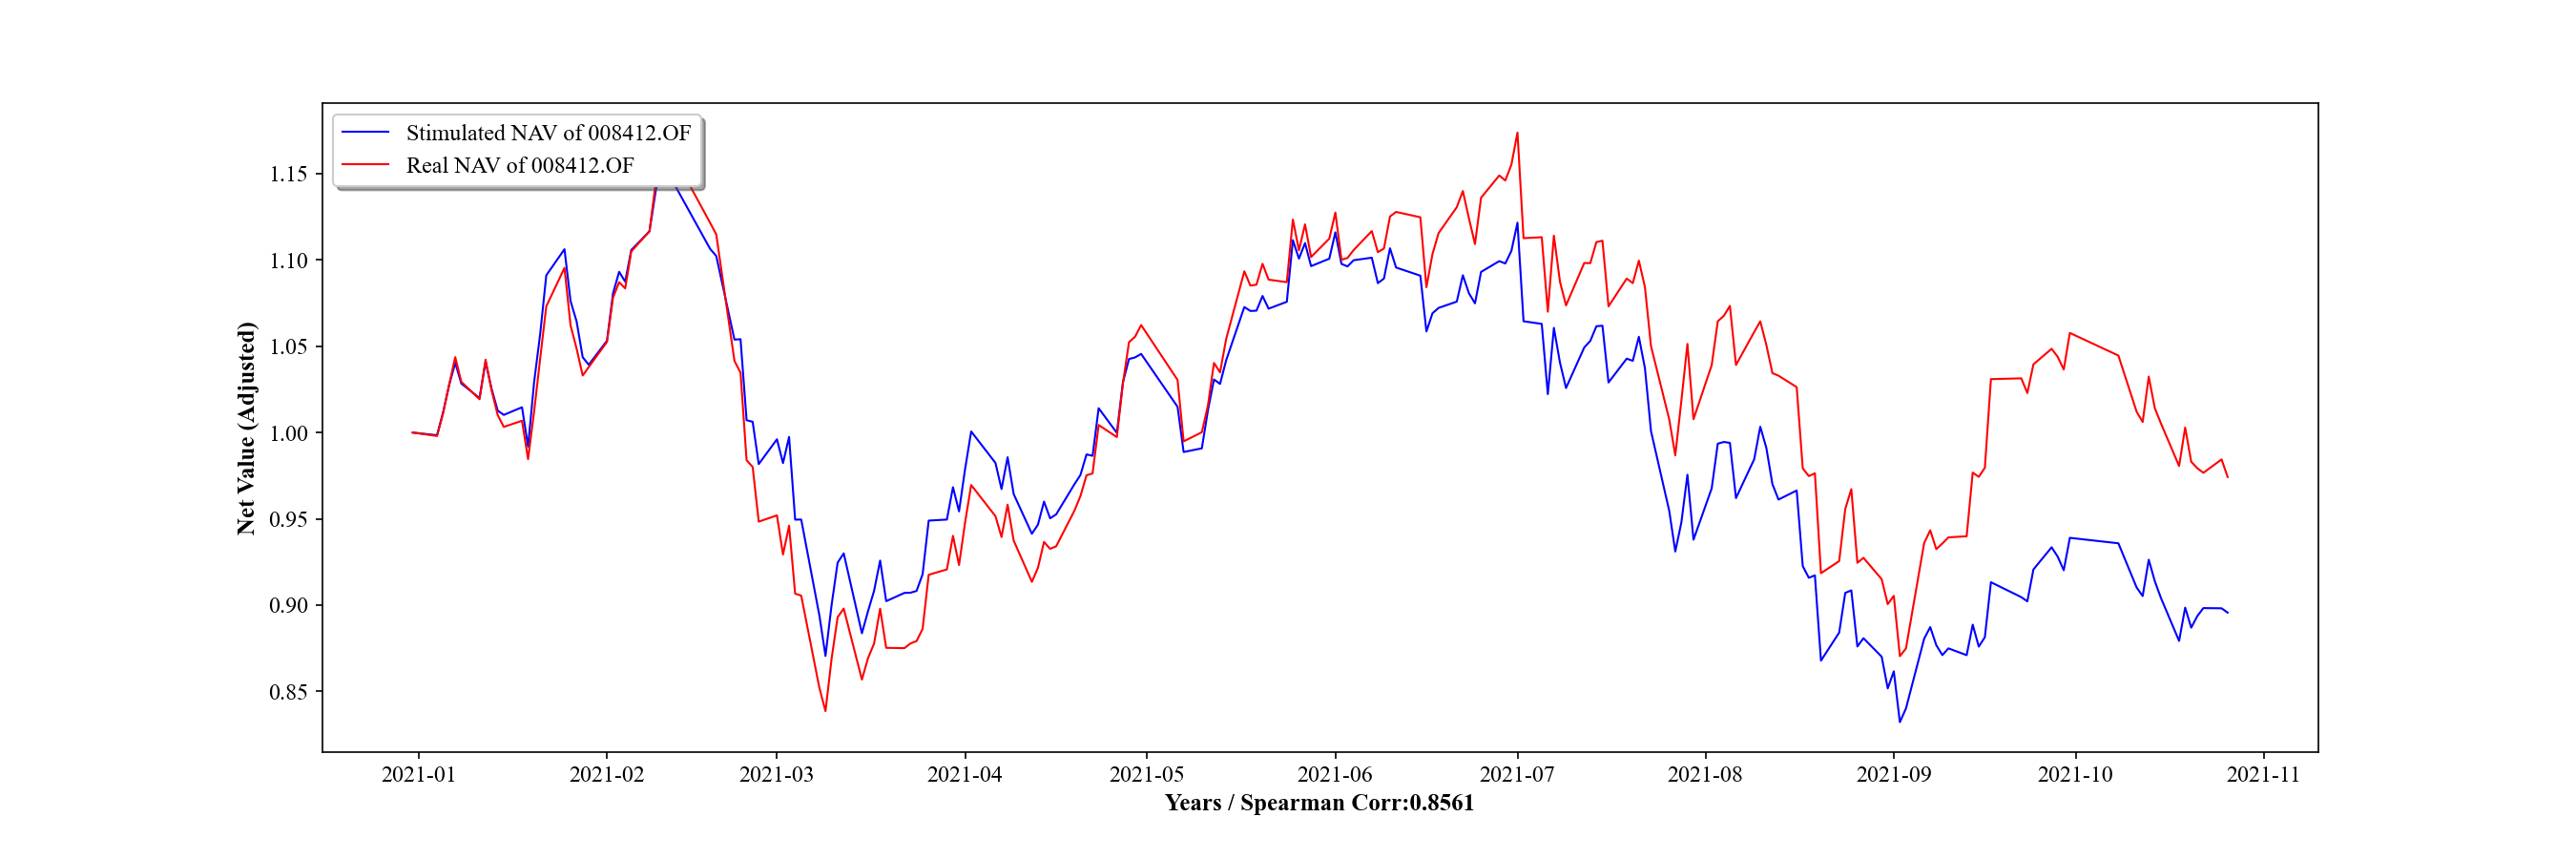 Stimulated NAV of 008412.OF
Real NAV of 008412.OF
Net Value (Adjusted)
1.15
1.10
1.05
1.00
0.95
0.90
0.85
2021-01 2021-02 2021-03 2021-04 2021-05 2021-06 2021-07 2021-08 2021-09 2021-10 2021-11
Years / Spearman Corr:0.8561